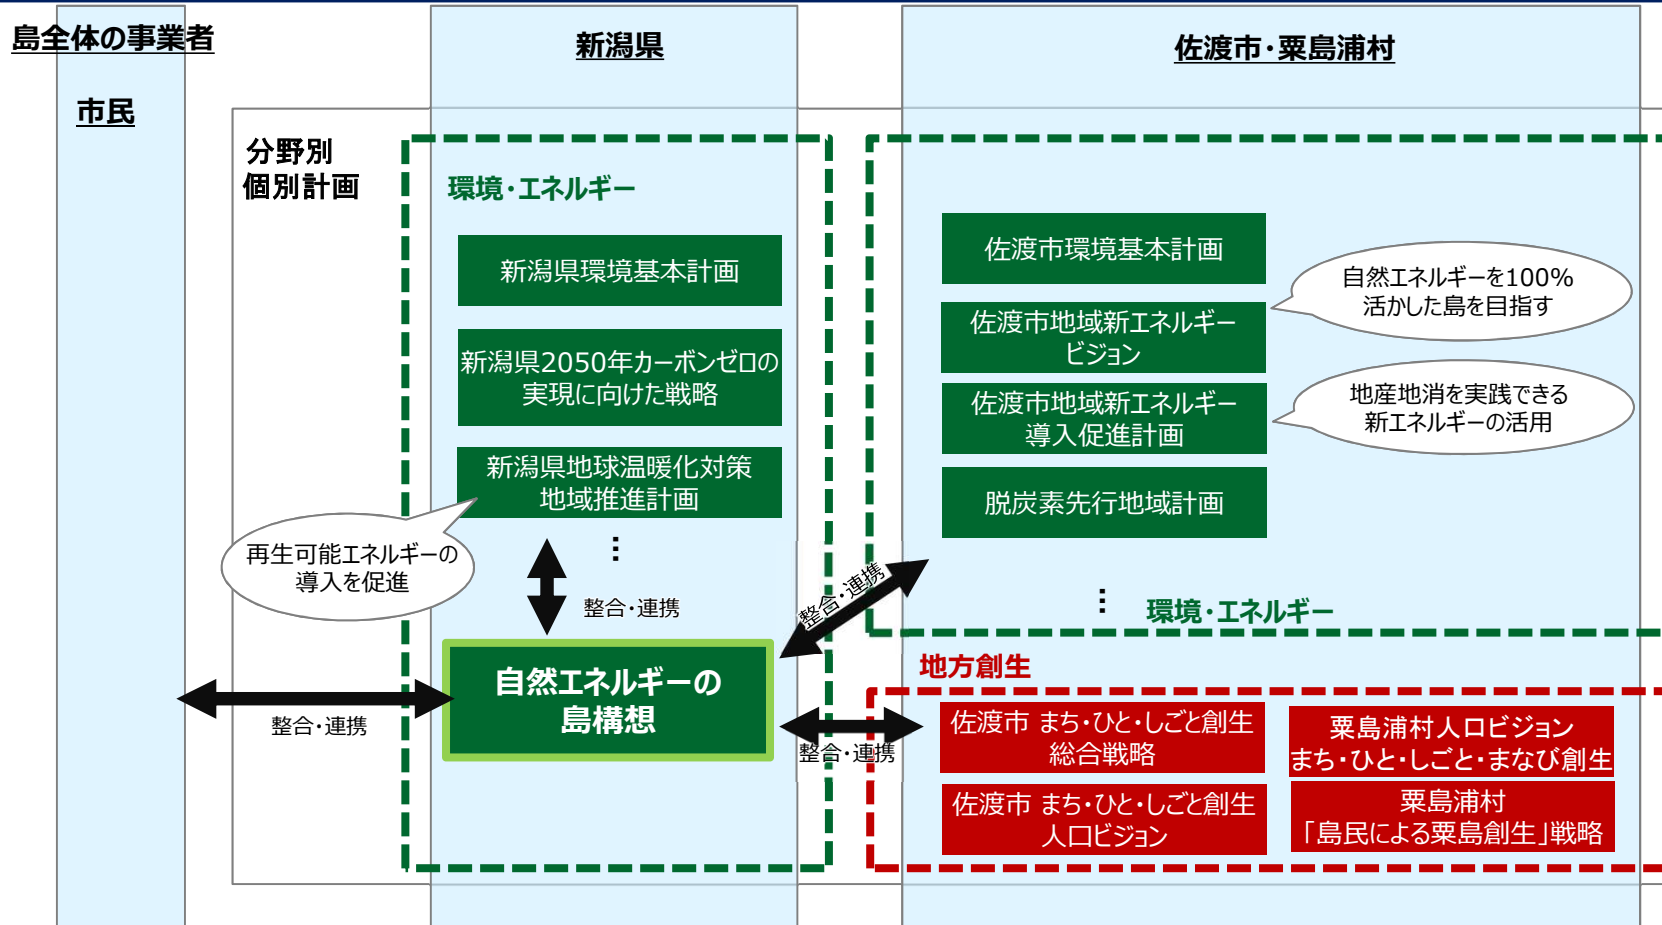 島全体の事業者
市民
新潟県
佐渡市・粟島浦村
分野別
個別計画
環境・エネルギー
新潟県環境基本計画
新潟県2050年カーボンゼロの
実現に向けた戦略
新潟県地球温暖化対策
地域推進計画
再生可能エネルギーの
導入を促進
⋮
整合・連携
自然エネルギーの
島構想
整合・連携
整合・連携
整合・連携
佐渡市環境基本計画
佐渡市地域新エネルギー
ビジョン
佐渡市地域新エネルギー
導入促進計画
脱炭素先行地域計画
自然エネルギーを100%
活かした島を目指す
地産地消を実践できる
新エネルギーの活用
⋮
環境・エネルギー
地方創生
佐渡市 まち・ひと・しごと創生
総合戦略
粟島浦村人口ビジョン
まち・ひと・しごと・まなび創生
佐渡市 まち・ひと・しごと創生
人口ビジョン
粟島浦村
「島民による粟島創生」戦略